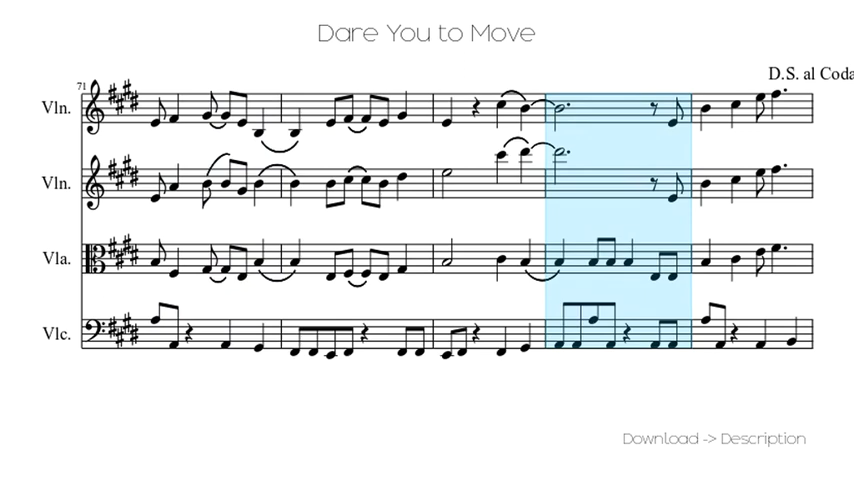 Dare You to Move
D.S. al Coda
71
Vln.
Vln.
Vla.
Vlc.
Download -> Description